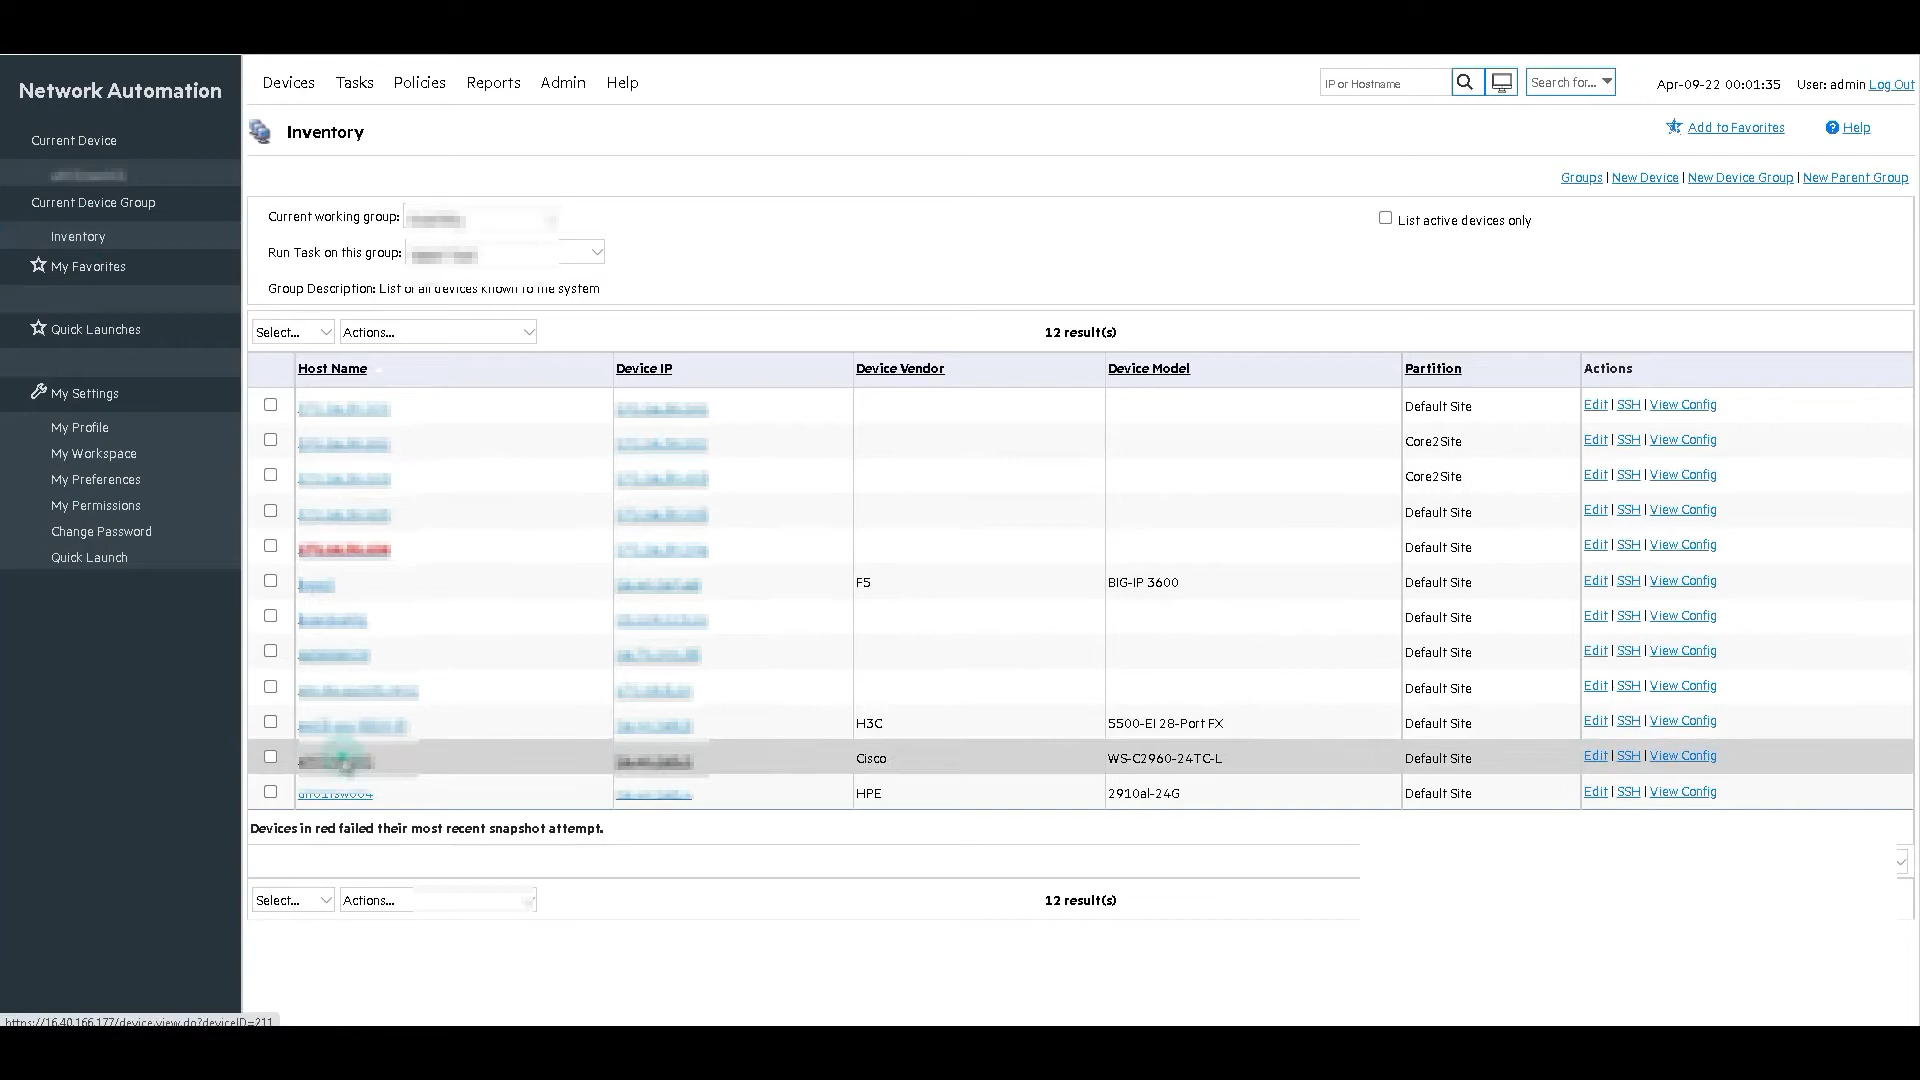 Network Automation
Devices Tasks Policies Reports Admin Help
IP or Hostname
Search for...
Apr-09-22 00:01:35 User: admin Log Out
Current Device
Current Device Group
Inventory
My Favorites
Quick Launches
My Settings
My Profile
My Workspace
My Preferences
My Permissions
Change Password
Quick Launch
Inventory
Add to Favorites Help
Groups | New Device | New Device Group | New Parent Group
Current working group:
List active devices only
Run Task on this group:
Group Description: List of all devices known to the system
Select... Actions... 12 result(s)
Host Name Device IP Device Vendor Device Model Partition Actions
Default Site Edit | SSH | View Config
Core2Site Edit | SSH | View Config
Core2Site Edit | SSH | View Config
Default Site Edit | SSH | View Config
Default Site Edit | SSH | View Config
F5 BIG-IP 3600 Default Site Edit | SSH | View Config
Default Site Edit | SSH | View Config
Default Site Edit | SSH | View Config
Default Site Edit | SSH | View Config
H3C 5500-EI 28-Port FX Default Site Edit | SSH | View Config
Cisco WS-C2960-24TC-L Default Site Edit | SSH | View Config
HPE 2910al-24G Default Site Edit | SSH | View Config
Devices in red failed their most recent snapshot attempt.
Select... Actions... 12 result(s)
https://16.40.166.177/device.view.do?deviceID=211